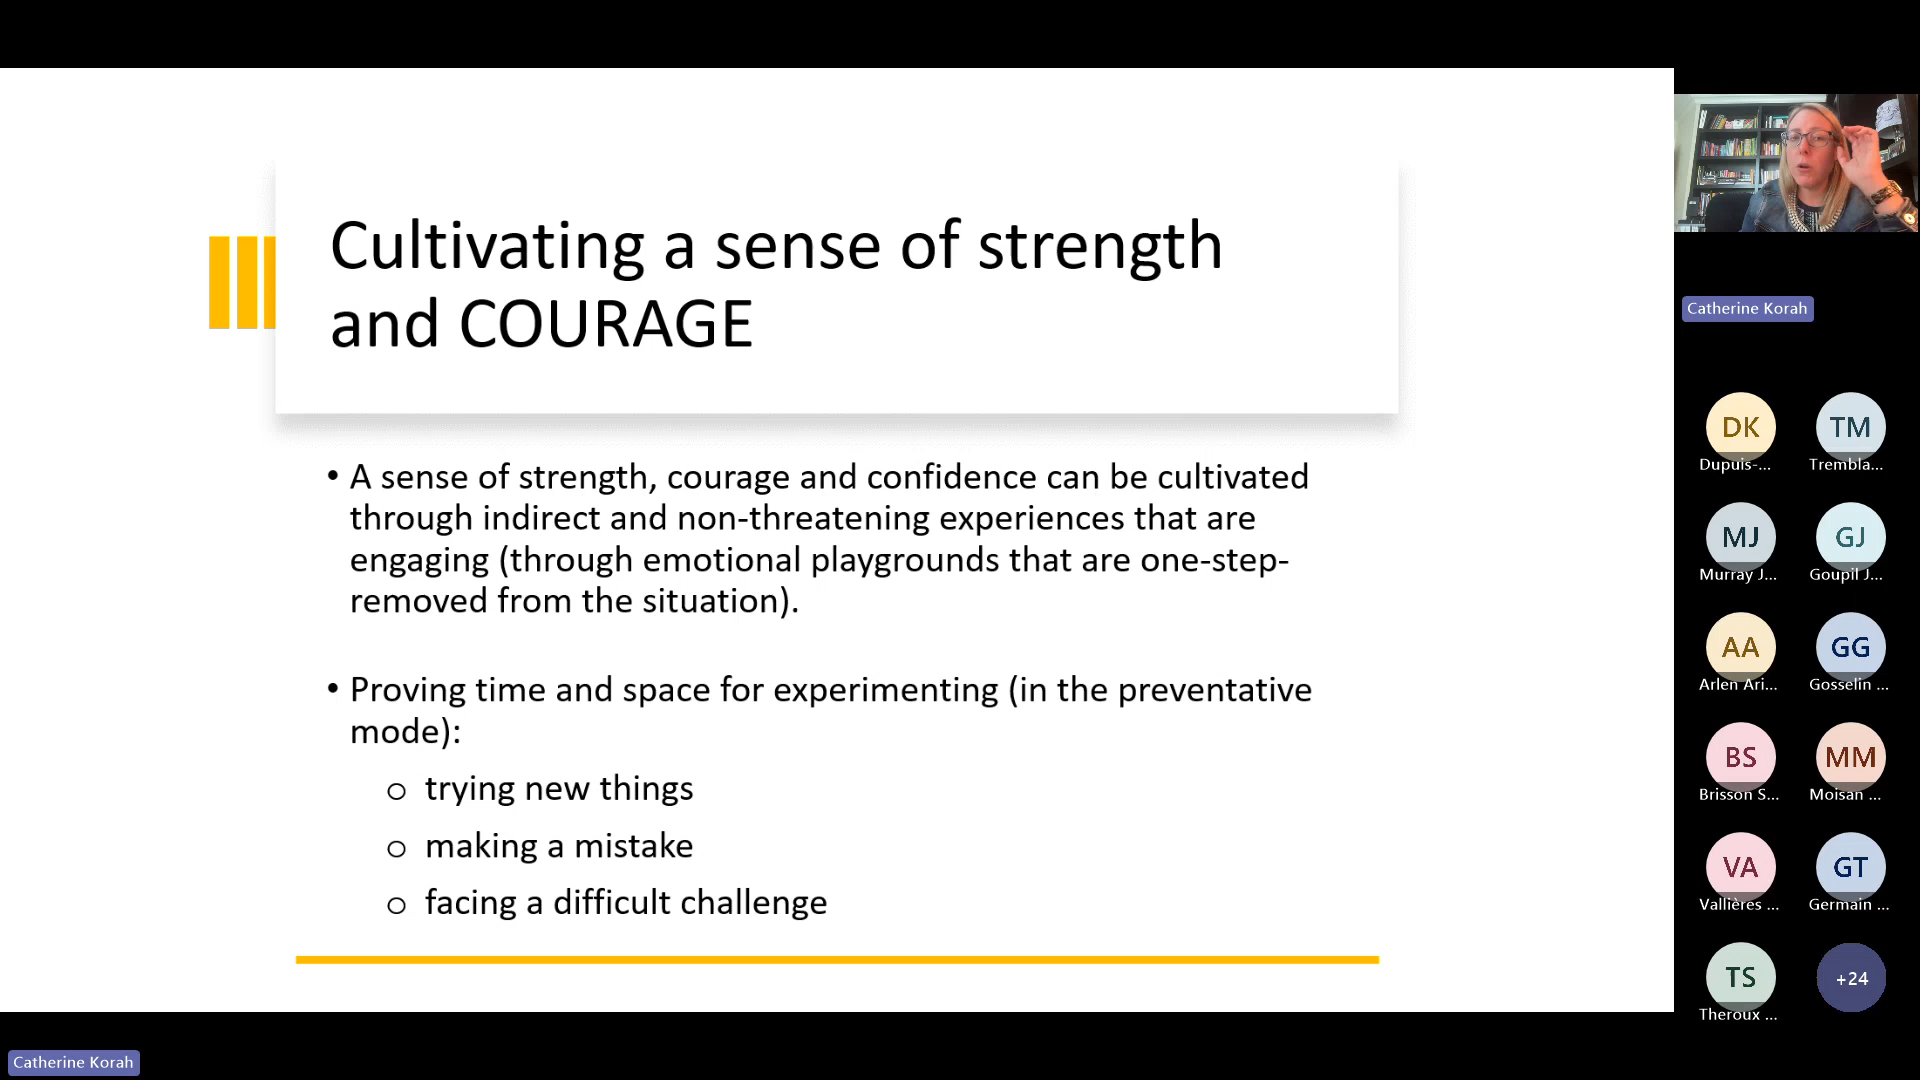 Cultivating a sense of strength
and COURAGE
• A sense of strength, courage and confidence can be cultivated
through indirect and non-threatening experiences that are
engaging (through emotional playgrounds that are one-step-
removed from the situation).
• Proving time and space for experimenting (in the preventative
mode):
o trying new things
o making a mistake
o facing a difficult challenge
Catherine Korah
DK
TM
Dupuis-...
Trembla...
MJ
GJ
Murray J...
Goupil J...
AA
GG
Arlen Ari...
Gosselin ...
BS
MM
Brisson S...
Moisan ...
VA
GT
Vallières ...
Germain ...
TS
+24
Theroux ...
Catherine Korah